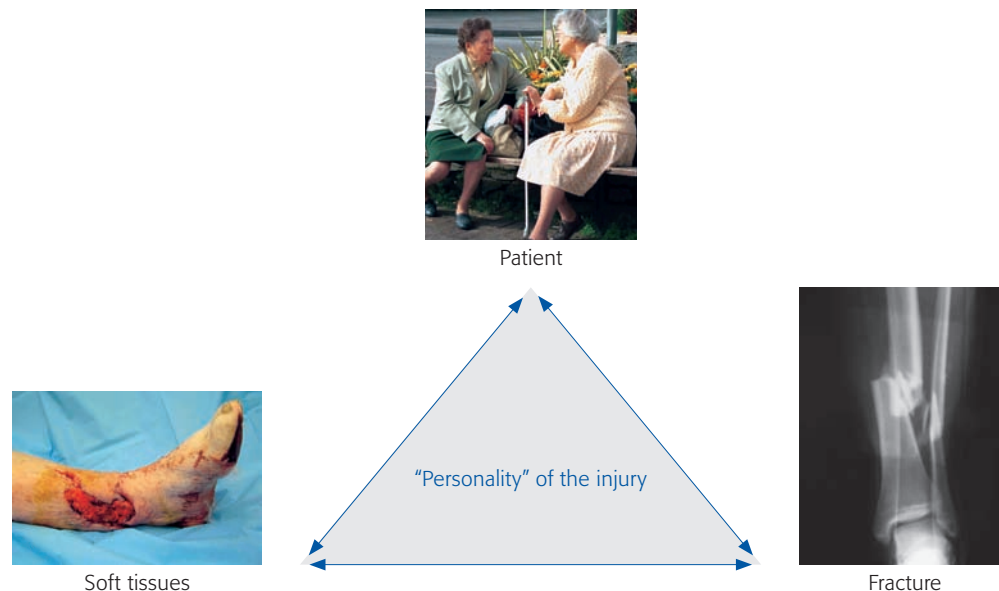 Patient
“Personality” of the injury
Soft tissues
Fracture